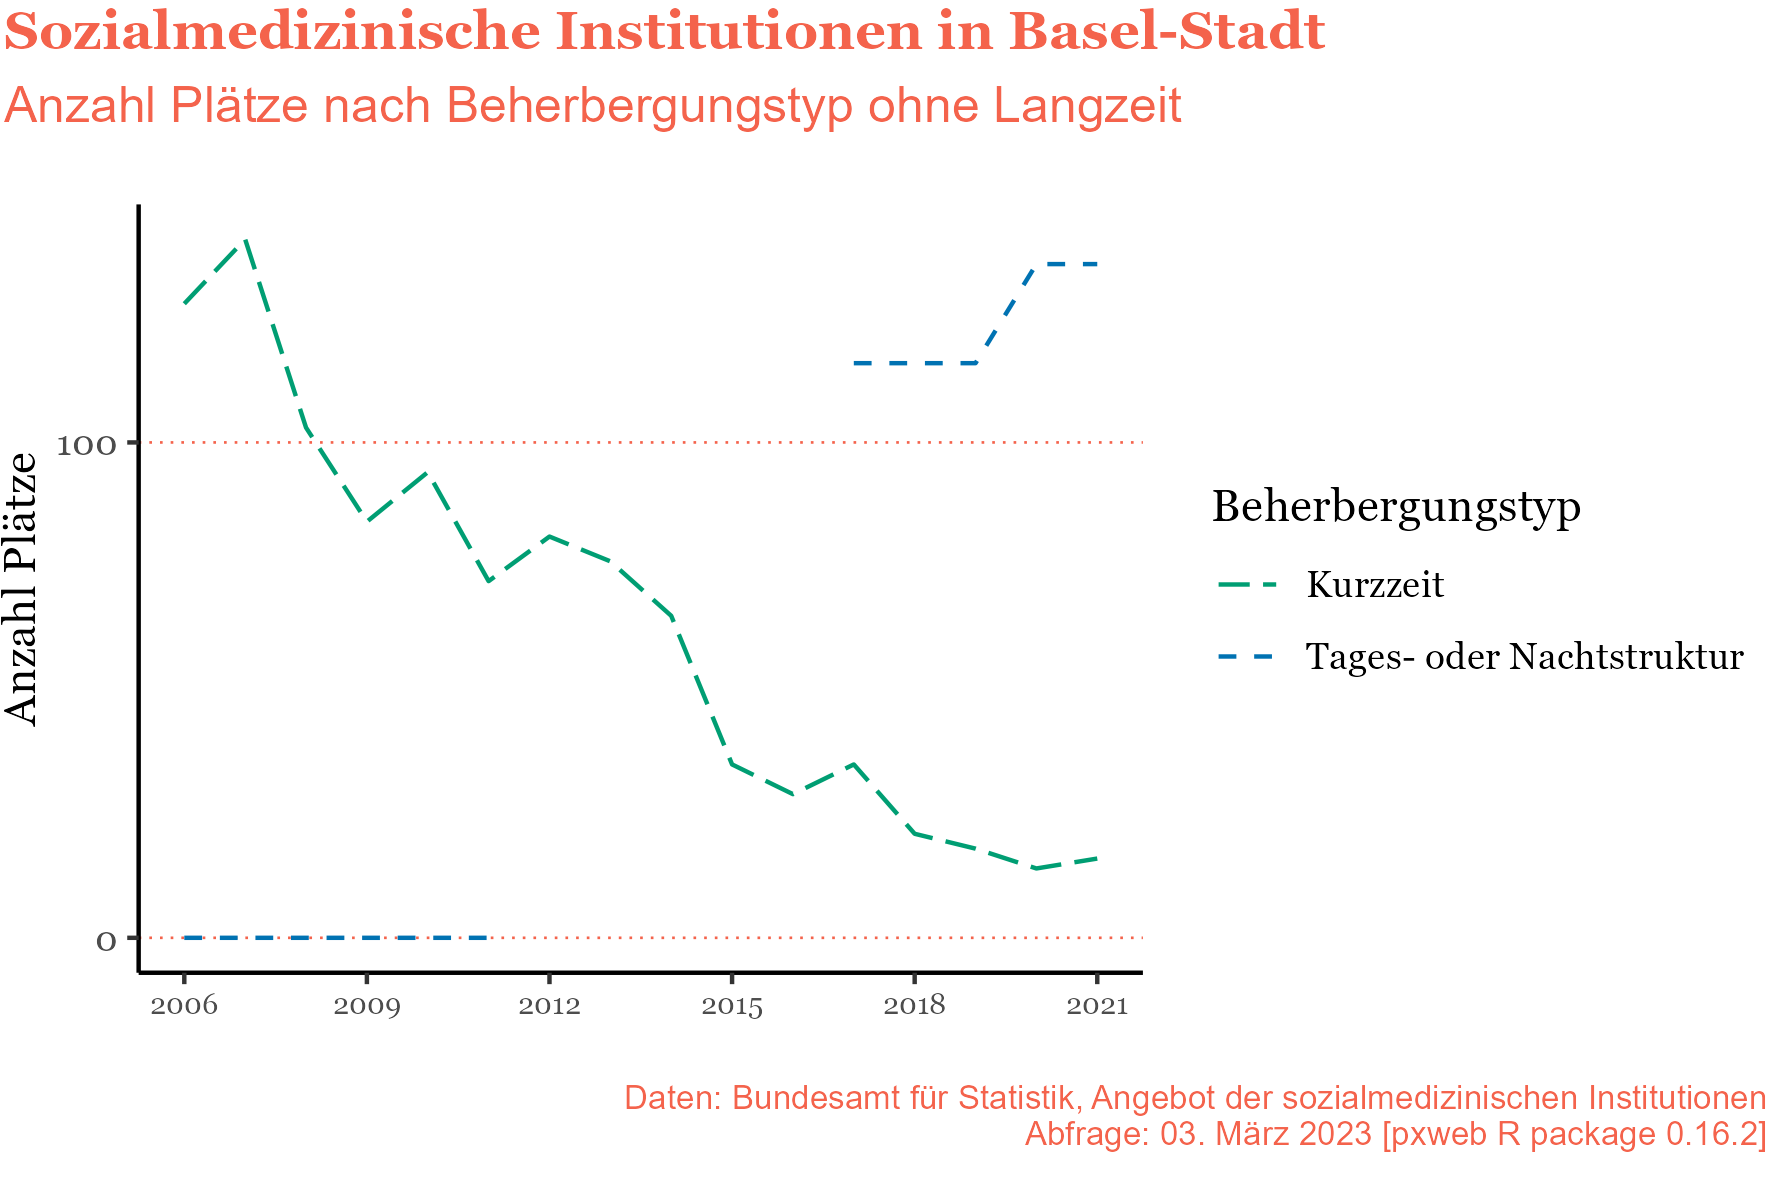 Sozialmedizinische Institutionen in Basel-Stadt
Anzahl Plätze nach Beherbergungstyp ohne Langzeit
Anzahl Plätze
100
0
2006
2009
2012
2015
2018
2021
Beherbergungstyp
Kurzzeit
Tages- oder Nachtstruktur
Daten: Bundesamt für Statistik, Angebot der sozialmedizinischen Institutionen
Abfrage: 03. März 2023 [pxweb R package 0.16.2]